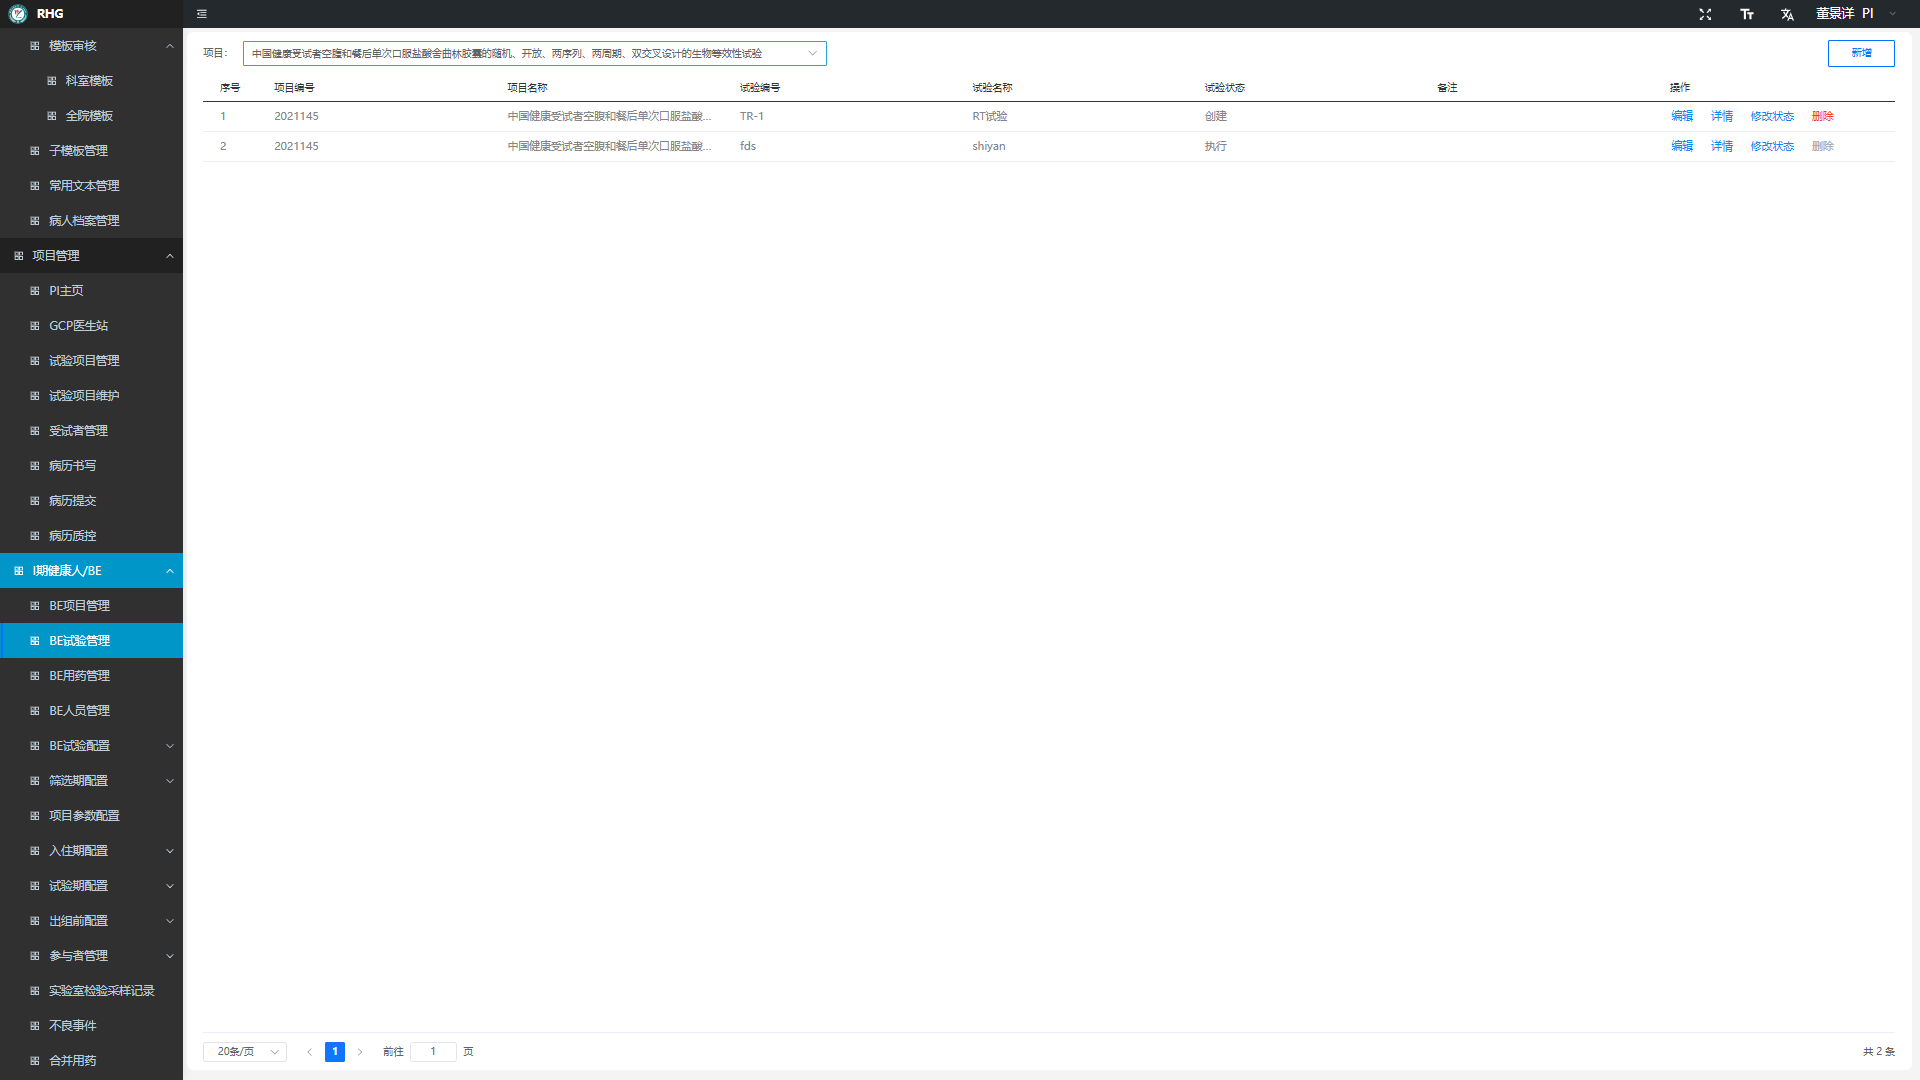 RHG
董景详 PI
模板审核
科室模板
全院模板
子模板管理
常用文本管理
病人档案管理
项目管理
PI主页
GCP医生站
试验项目管理
试验项目维护
受试者管理
病历书写
病历提交
病历质控
I期健康人/BE
BE项目管理
BE试验管理
BE用药管理
BE人员管理
BE试验配置
筛选期配置
项目参数配置
入住期配置
试验期配置
出组前配置
参与者管理
实验室检验采样记录
不良事件
合并用药
项目: 中国健康受试者空腹和餐后单次口服盐酸舍曲林胶囊的随机、开放、两序列、两周期、双交叉设计的生物等效性试验 新增
序号 项目编号 项目名称 试验编号 试验名称 试验状态 备注 操作
1 2021145 中国健康受试者空腹和餐后单次口服盐酸... TR-1 RT试验 创建 编辑 详情 修改状态 删除
2 2021145 中国健康受试者空腹和餐后单次口服盐酸... fds shiyan 执行 编辑 详情 修改状态 删除
20条/页 1 前往 1 页 共 2 条